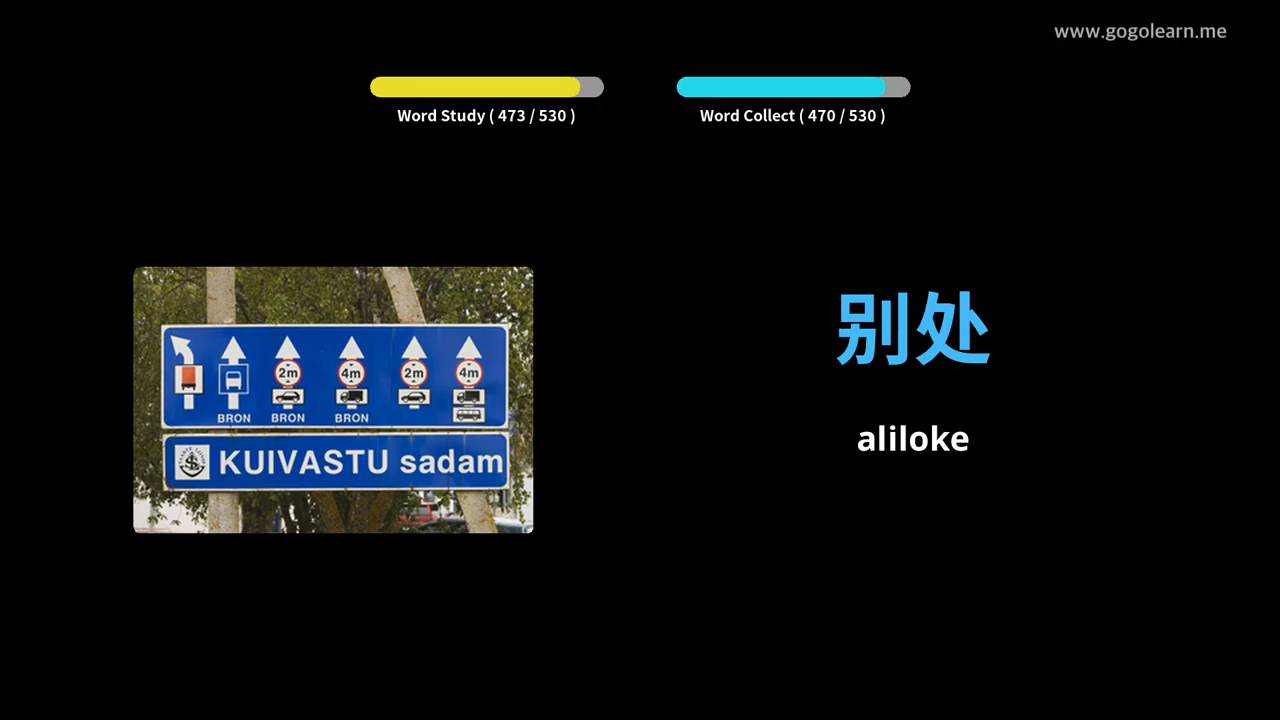 www.gogolearn.me
Word Study ( 473 / 530 )
Word Collect ( 470 / 530 )
2m 4m 2m 4m
BRON BRON BRON
KUIVASTU sadam
别处
aliloke